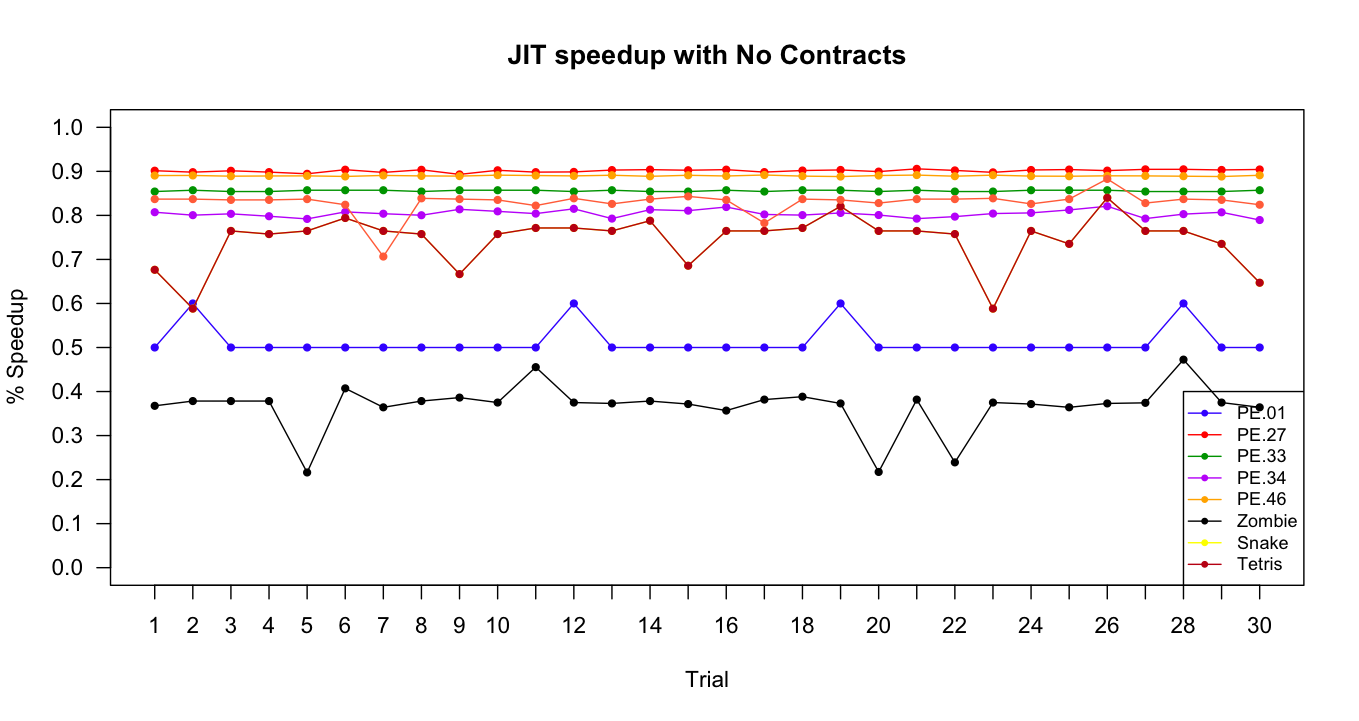 JIT speedup with No Contracts
% Speedup
1.0
0.9
0.8
0.7
0.6
0.5
0.4
0.3
0.2
0.1
0.0
PE.01
PE.27
PE.33
PE.34
PE.46
Zombie
Snake
Tetris
1 2 3 4 5 6 7 8 9 10 12 14 16 18 20 22 24 26 28 30
Trial